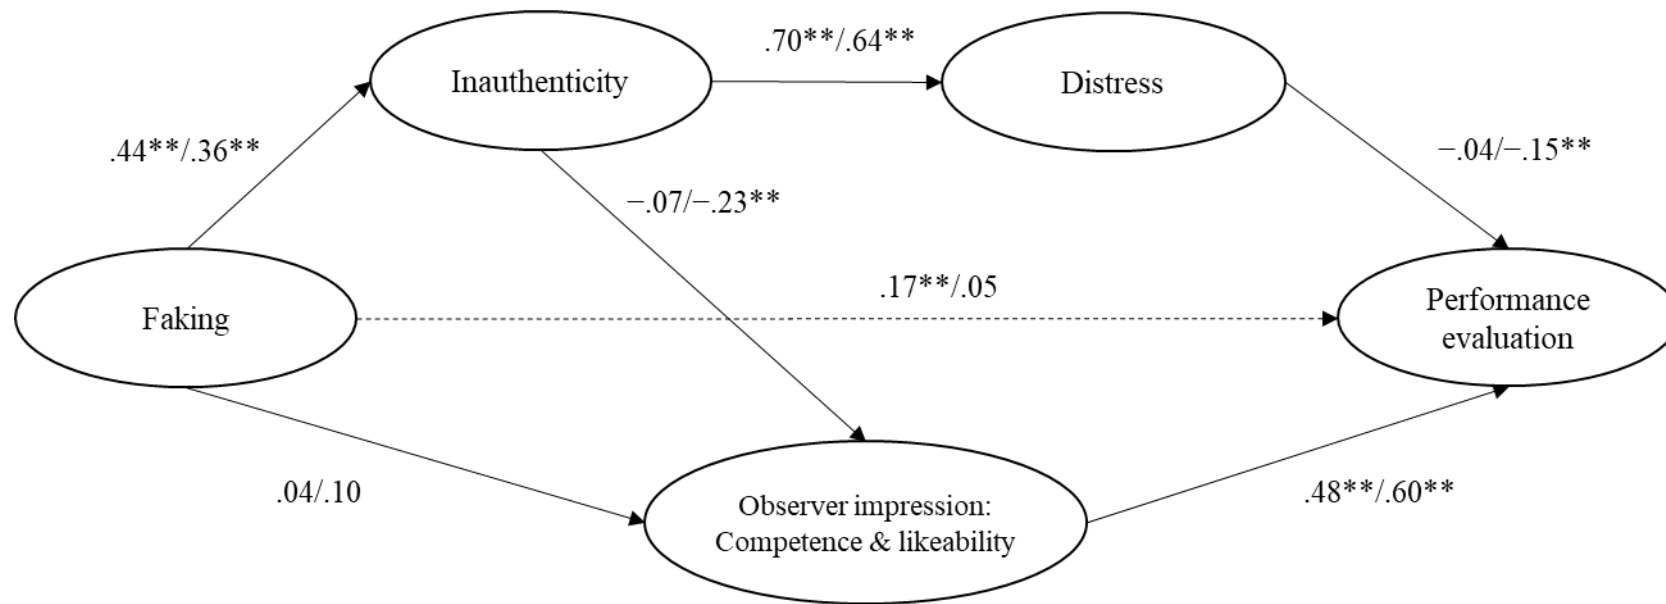 .70**/.64**
Inauthenticity
Distress
.44**/.36**
−.04/−.15**
−.07/−.23**
.17**/.05
Faking
Performance
evaluation
.04/.10
.48**/.60**
Observer impression:
Competence & likeability